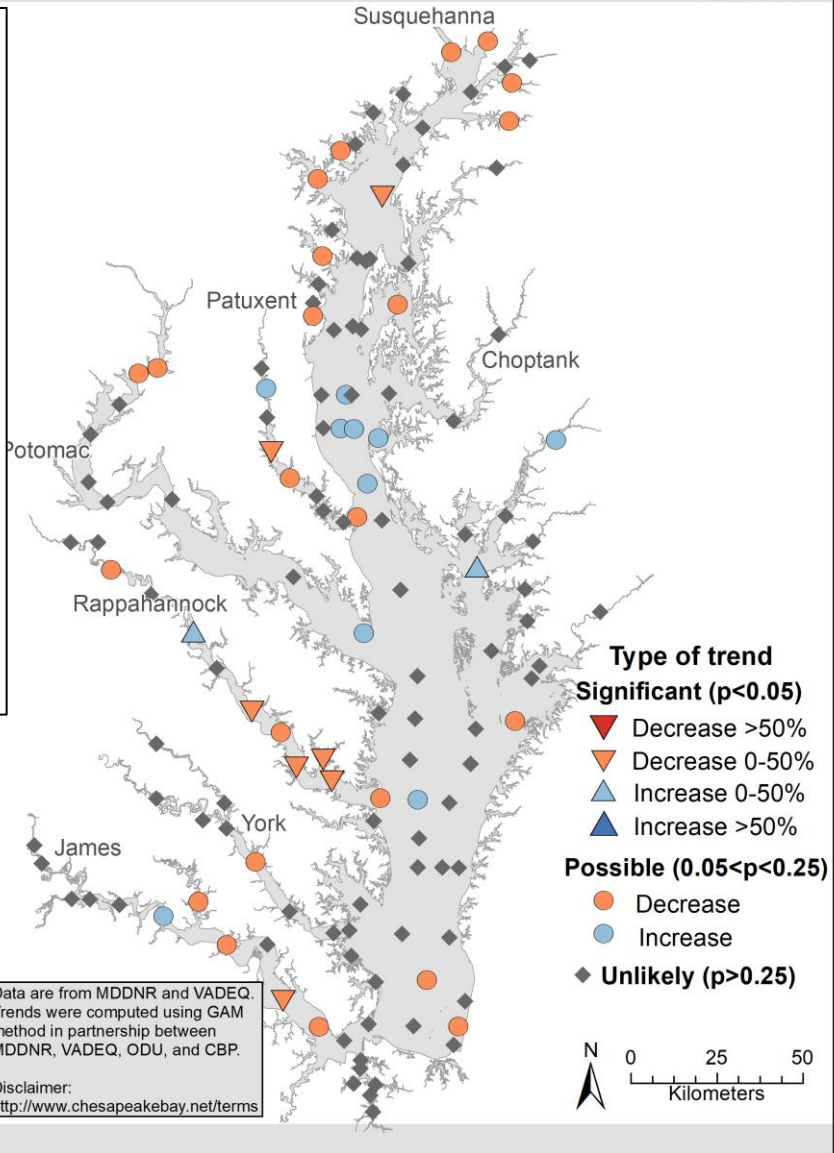 Susquehanna
Patuxent
Choptank
Potomac
Rappahannock
York
James
Type of trend
Significant (p<0.05)
Decrease >50%
Decrease 0-50%
Increase 0-50%
Increase >50%
Possible (0.05<p<0.25)
Decrease
Increase
Unlikely (p>0.25)
Data are from MDDNR and VADEQ.
Trends were computed using GAM
method in partnership between
MDDNR, VADEQ, ODU, and CBP.
Disclaimer:
http://www.chesapeakebay.net/terms
N
0 25 50
Kilometers